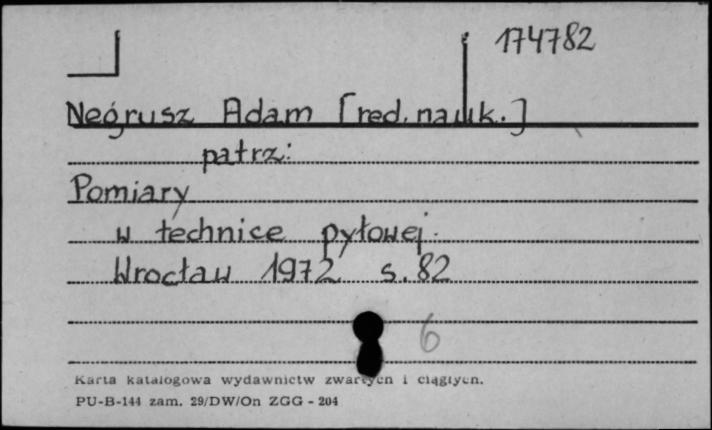 174782
Negrusz Adam [red. nauk.]
patrz:
Pomiary
w technice pyłowej.
Wrocław 1972 s. 82
6
Karta katalogowa wydawnictw zwartych i ciągłych.
PU-B-144 zam. 29/DW/On ZGG - 204